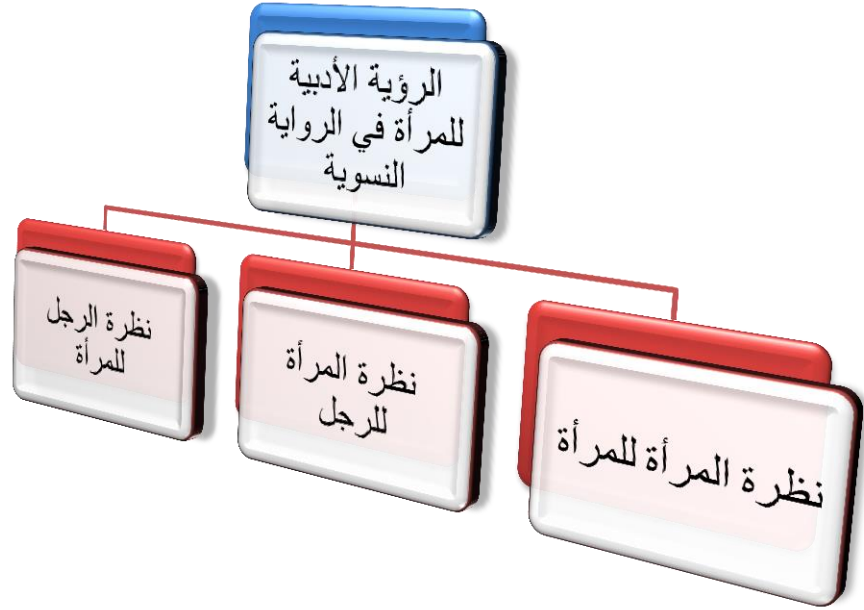 الرؤية الأدبية
للمرأة في الرواية
النسوية
نظرة المرأة للمرأة
نظرة المرأة
للرجل
نظرة الرجل
للمرأة